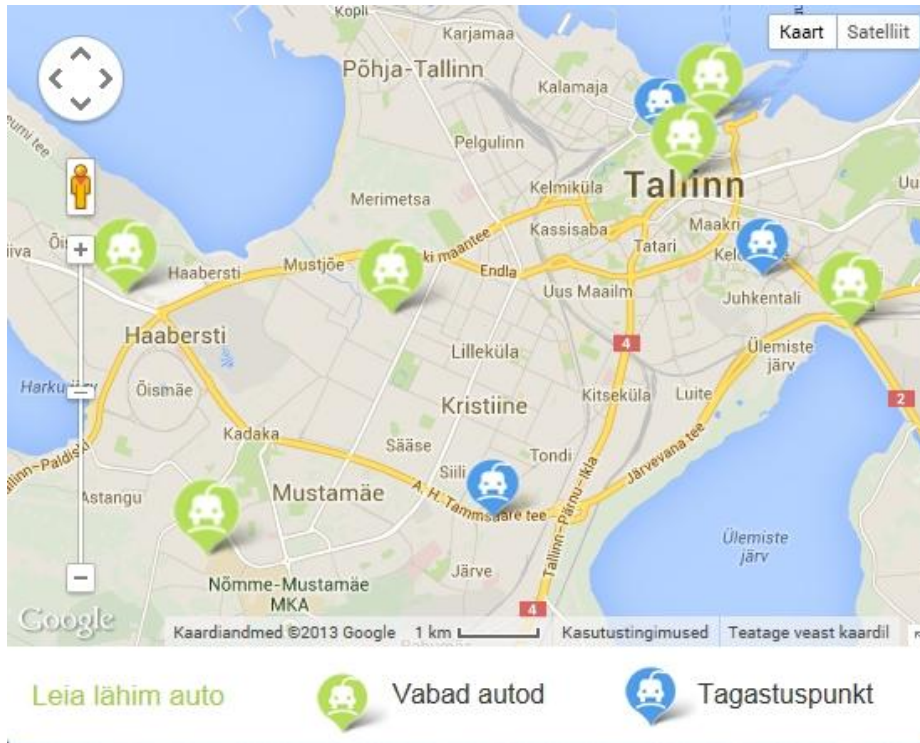 Kopli
Karjamaa
Kaart Satelliit
Põhja-Tallinn
Kalamaja
Pelgulinn
Kelmiküla
Tallinn
Merimetsa
Kassisaba
Maakri
Tatari
Haabersti
Mustjõe
maantee
Endla
Uus Maailm
Juhkentali
Haabersti
Lilleküla
4
Ülemiste
järv
Õismäe
Kristiine
Kitseküla
Luite
2
Kadaka
Sääse
Tondi
Siili
Järvevana tee
Astangu
Mustamäe
A. H. Tammsaare tee
Tallinn-Pärnu-Ikla
Ülemiste
järv
Järve
Nõmme-Mustamäe
MKA
4
Google
Kaardiandmed ©2013 Google 1 km Kasutustingimused Teatage veast kaardil
Leia lähim auto Vabad autod Tagastuspunkt